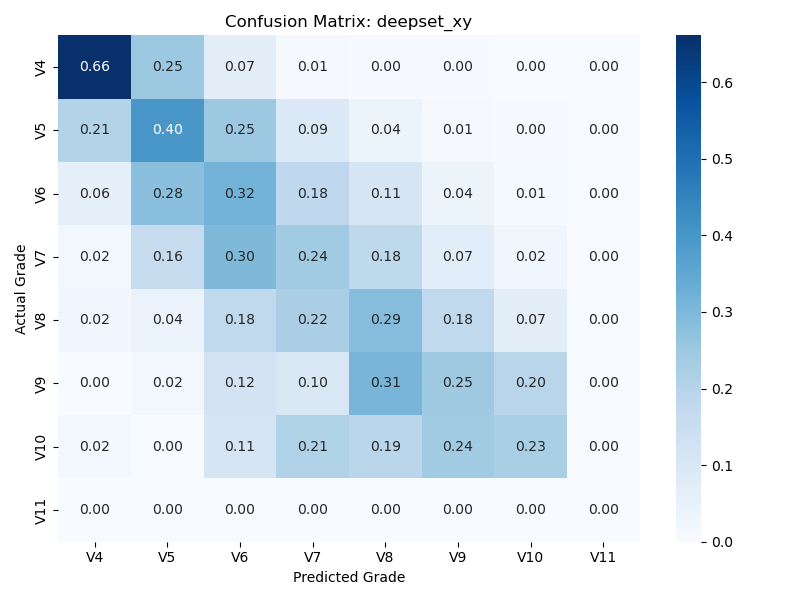 Confusion Matrix: deepset_xy
V4 0.66 0.25 0.07 0.01 0.00 0.00 0.00 0.00
V5 0.21 0.40 0.25 0.09 0.04 0.01 0.00 0.00
V6 0.06 0.28 0.32 0.18 0.11 0.04 0.01 0.00
V7 0.02 0.16 0.30 0.24 0.18 0.07 0.02 0.00
V8 0.02 0.04 0.18 0.22 0.29 0.18 0.07 0.00
V9 0.00 0.02 0.12 0.10 0.31 0.25 0.20 0.00
V10 0.02 0.00 0.11 0.21 0.19 0.24 0.23 0.00
V11 0.00 0.00 0.00 0.00 0.00 0.00 0.00 0.00
V4 V5 V6 V7 V8 V9 V10 V11
Predicted Grade
Actual Grade
0.6
0.5
0.4
0.3
0.2
0.1
0.0